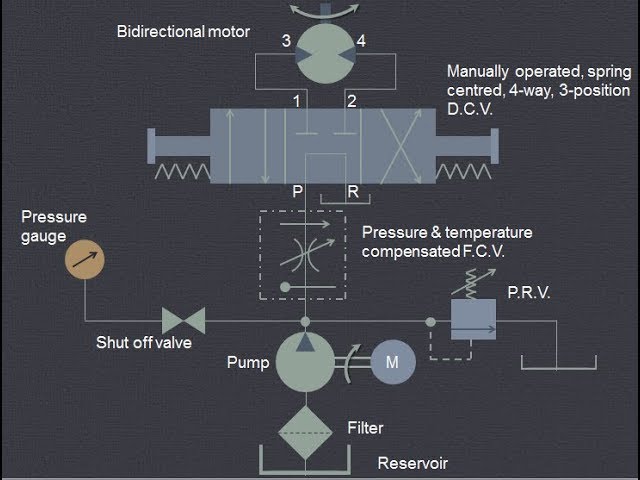 Bidirectional motor
3
4
Manually operated, spring
centred, 4-way, 3-position
D.C.V.
1
2
P
R
Pressure
gauge
Pressure & temperature
compensated F.C.V.
P.R.V.
Shut off valve
Pump
M
Filter
Reservoir